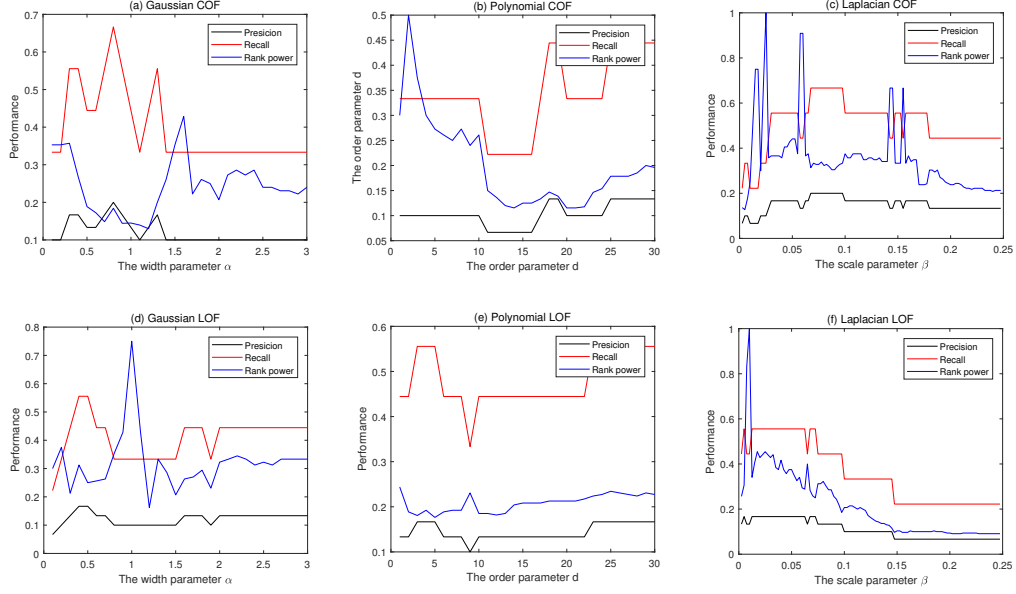 (a) Gaussian COF
0.7
0.6
0.5
0.4
0.3
0.2
0.1
Performance
Presicion
Recall
Rank power
0 0.5 1 1.5 2 2.5 3
The width parameter α
(b) Polynomial COF
0.5
0.4
0.3
0.2
0.15
0.1
0.05
The order parameter d
Precision
Recall
Rank power
0 5 10 15 20 25 30
The order parameter d
(c) Laplacian COF
1
0.8
0.6
0.4
0.2
0
Performance
Presicion
Recall
Rank power
0 0.05 0.1 0.15 0.2 0.25
The scale parameter β
(d) Gaussian LOF
0.8
0.7
0.6
0.5
0.4
0.3
0.2
0.1
0
Performance
Presicion
Recall
Rank power
0 0.5 1 1.5 2 2.5 3
The width parameter α
(e) Polynomial LOF
0.6
0.5
0.4
0.3
0.2
0.1
Performance
Presicion
Recall
Rank power
0 5 10 15 20 25 30
The order parameter d
(f) Laplacian LOF
1
0.8
0.6
0.4
0.2
0
Performance
Precision
Recall
Rank power
0 0.05 0.1 0.15 0.2 0.25
The scale parameter β